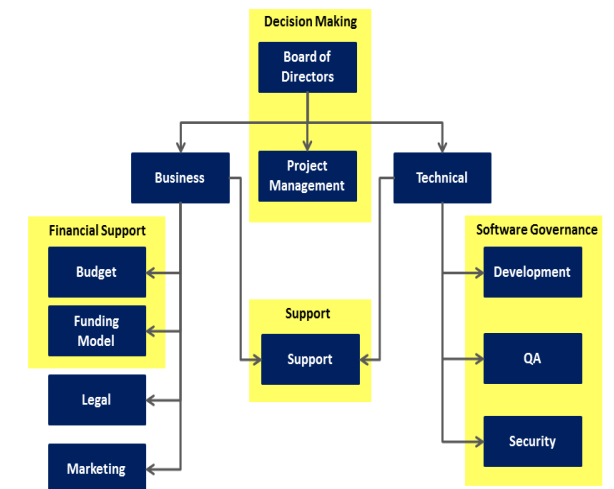 Decision Making
Board of
Directors
Business
Project
Management
Technical
Financial Support
Budget
Funding
Model
Legal
Marketing
Support
Support
Software Governance
Development
QA
Security